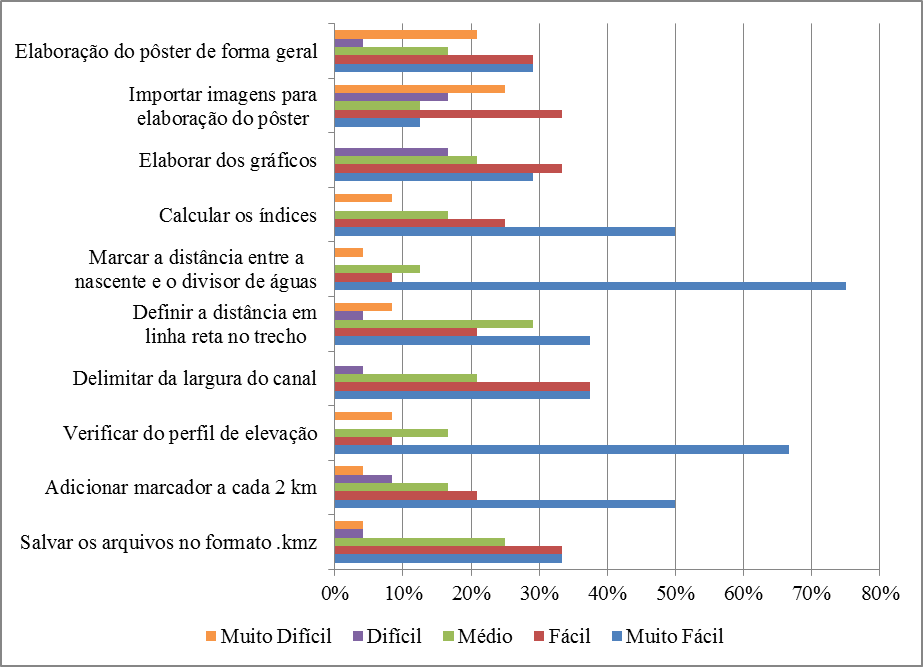 Elaboração do pôster de forma geral
Importar imagens para
elaboração do pôster
Elaborar dos gráficos
Calcular os índices
Marcar a distância entre a
nascente e o divisor de águas
Definir a distância em
linha reta no trecho
Delimitar da largura do canal
Verificar do perfil de elevação
Adicionar marcador a cada 2 km
Salvar os arquivos no formato .kmz
0% 10% 20% 30% 40% 50% 60% 70% 80%
Muito Difícil Difícil Médio Fácil Muito Fácil